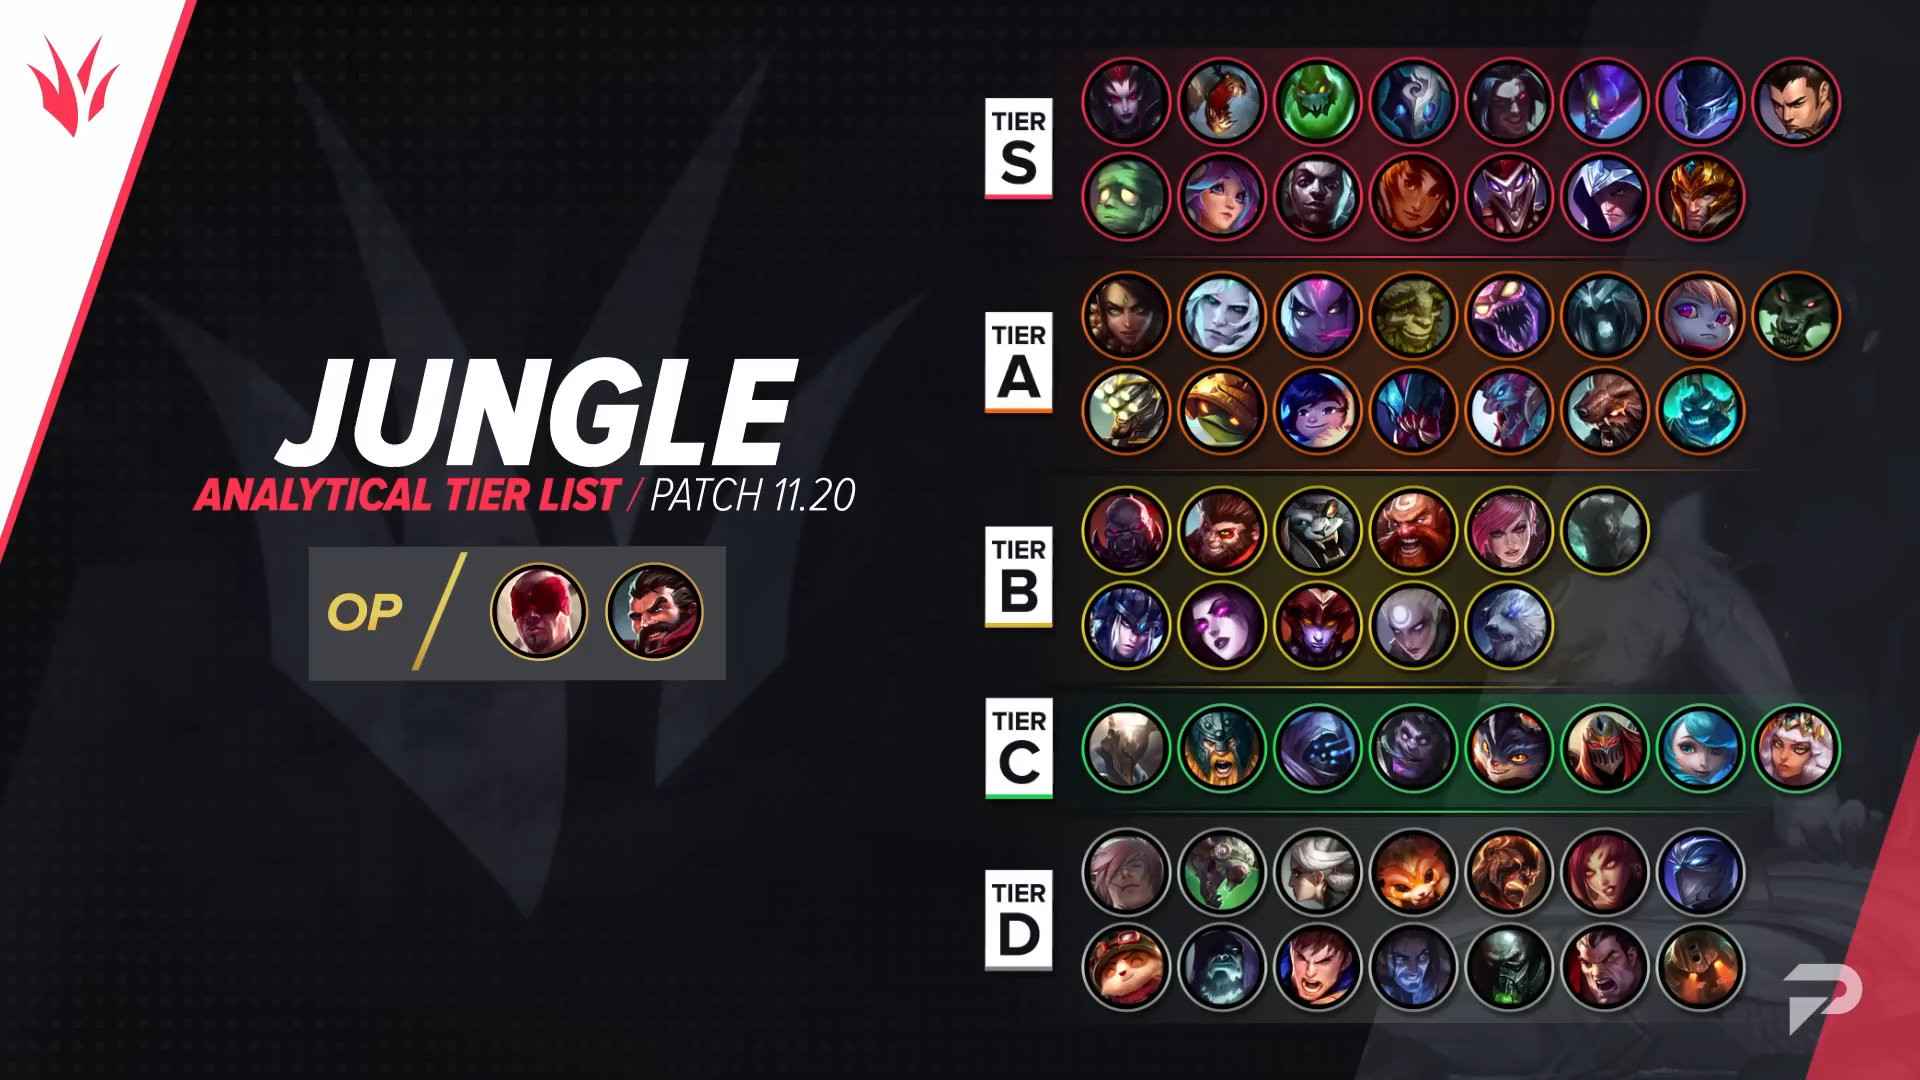 JUNGLE
ANALYTICAL TIER LIST / PATCH 11.20
OP /
TIER
S
TIER
A
TIER
B
TIER
C
TIER
D